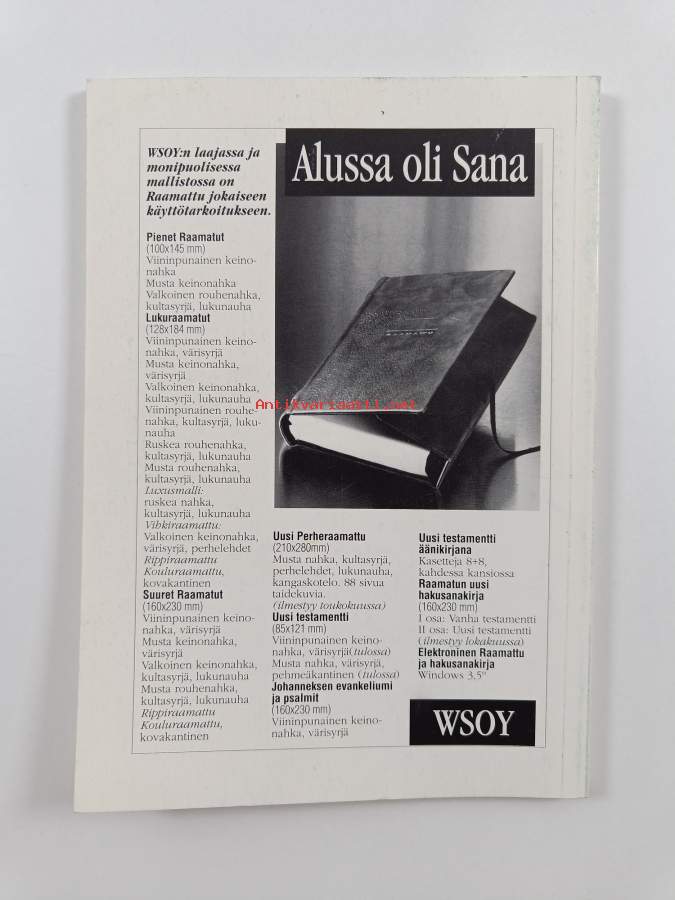 WSOY:n laajassa ja
monipuolisessa
mallistossa on
Raamattu jokaiseen
käyttötarkoitukseen.
Alussa oli Sana
Pienet Raamatut
(100x145 mm)
Viininpunainen keino-
nahka
Musta keinonahka
Valkoinen rouhenahka,
kultasyrjä, lukunauha
Lukuraamatut
(128x184 mm)
Viininpunainen keino-
nahka, värisyrjä
Musta keinonahka,
värisyrjä
Valkoinen keinonahka,
kultasyrjä, lukunauha
Viininpunainen rouhe-
nahka, kultasyrjä, luku-
nauha
Ruskea rouhenahka,
kultasyrjä, lukunauha
Musta rouhenahka,
kultasyrjä, lukunauha
Luxusmalli:
ruskea nahka,
kultasyrjä, lukunauha
Vihkiraamattu:
Valkoinen keinonahka,
värisyrjä, perhelehdet
Rippiraamattu
Kouluraamattu,
kovakantinen
Suuret Raamatut
(160x230 mm)
Viininpunainen keino-
nahka, värisyrjä
Musta keinonahka,
värisyrjä
Valkoinen keinonahka,
kultasyrjä, lukunauha
Musta rouhenahka,
kultasyrjä, lukunauha
Rippiraamattu
Kouluraamattu,
kovakantinen
Antikvariaatti.net
Uusi Perheraamattu
(210x280mm)
Musta nahka, kultasyrjä,
perhelehdet, lukunauha,
kangaskotelo. 88 sivua
taidekuvia.
(ilmestyy toukokuussa)
Uusi testamentti
(85x121 mm)
Viininpunainen keino-
nahka, värisyrjä(tulossa)
Musta nahka, värisyrjä,
pehmeäkantinen (tulossa)
Johanneksen evankeliumi
ja psalmit
(160x230 mm)
Viininpunainen keino-
nahka, värisyrjä
Uusi testamentti
äänikirjana
Kasetteja 8+8,
kahdessa kansiossa
Raamatun uusi
hakusanakirja
(160x230 mm)
I osa: Vanha testamentti
II osa: Uusi testamentti
(ilmestyy lokakuussa)
Elektroninen Raamattu
ja hakusanakirja
Windows 3,5"
WSOY